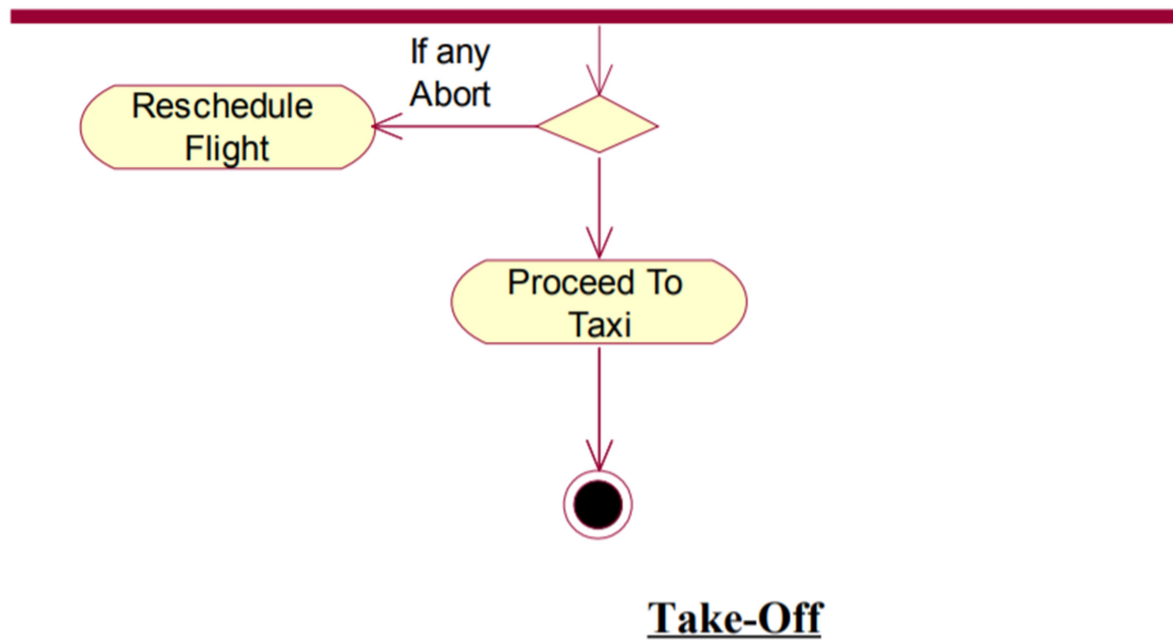 If any
Abort
Reschedule
Flight
Proceed To
Taxi
Take-Off